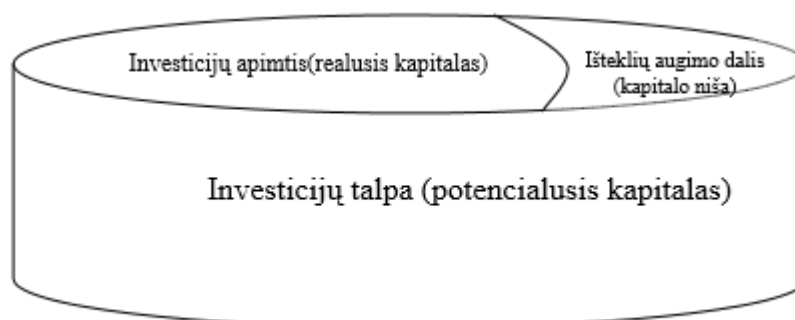 Investicijų apimtis(realusis kapitalas)
Išteklių augimo dalis
(kapitalo niša)
Investicijų talpa (potencialusis kapitalas)